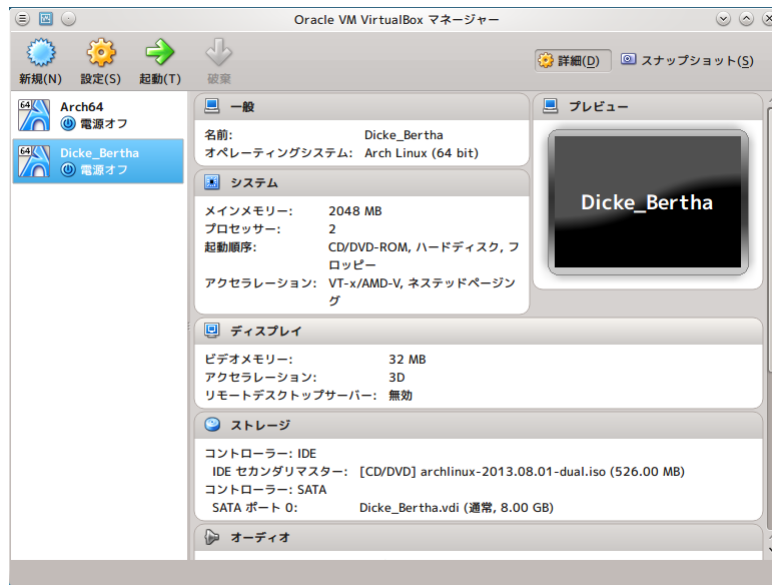 Oracle VM VirtualBox マネージャー
新規(N) 設定(S) 起動(T) 破棄
詳細(D) スナップショット(S)
64 Arch64
電源オフ
64 Dicke_Bertha
電源オフ
一般
名前: Dicke_Bertha
オペレーティングシステム: Arch Linux (64 bit)
システム
メインメモリー: 2048 MB
プロセッサー: 2
起動順序: CD/DVD-ROM, ハードディスク, フ
ロッピー
アクセラレーション: VT-x/AMD-V, ネステッドページン
グ
プレビュー
Dicke_Bertha
ディスプレイ
ビデオメモリー: 32 MB
アクセラレーション: 3D
リモートデスクトップサーバー: 無効
ストレージ
コントローラー: IDE
IDE セカンダリマスター: [CD/DVD] archlinux-2013.08.01-dual.iso (526.00 MB)
コントローラー: SATA
SATA ポート 0: Dicke_Bertha.vdi (通常, 8.00 GB)
オーディオ